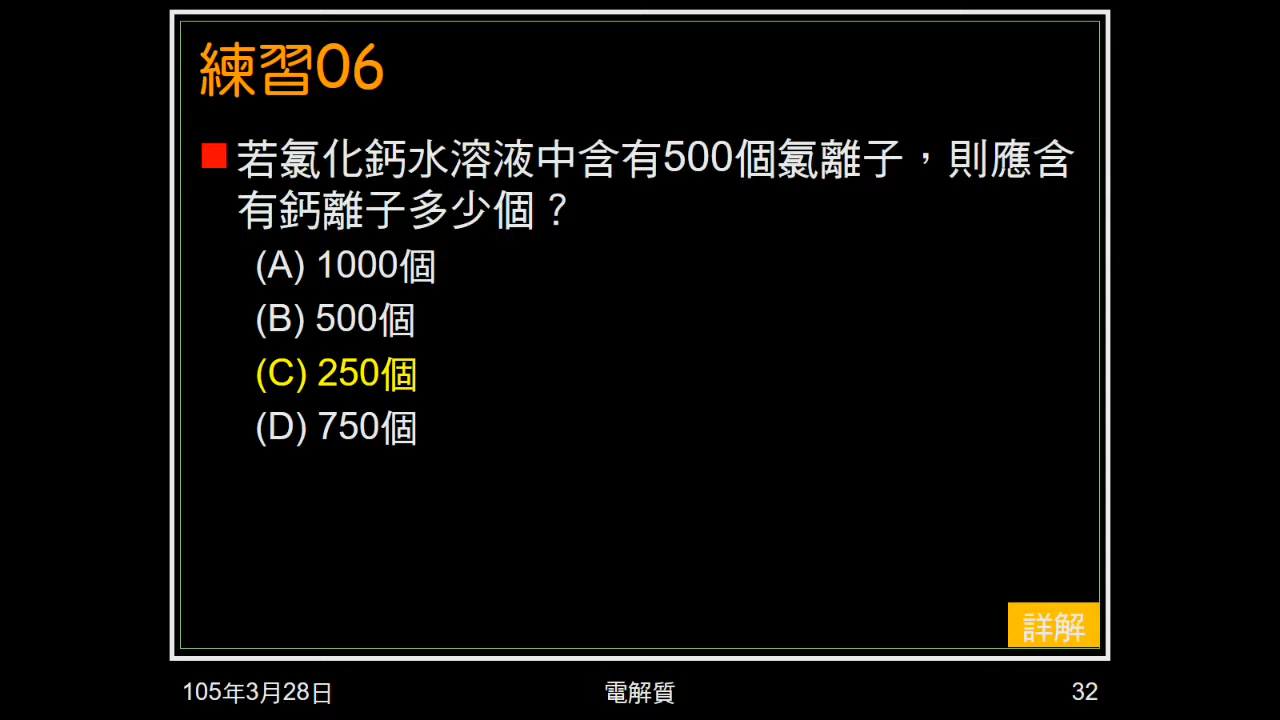 練習06
若氯化鈣水溶液中含有500個氯離子，則應含
有鈣離子多少個？
(A) 1000個
(B) 500個
(C) 250個
(D) 750個
詳解
105年3月28日
電解質
32